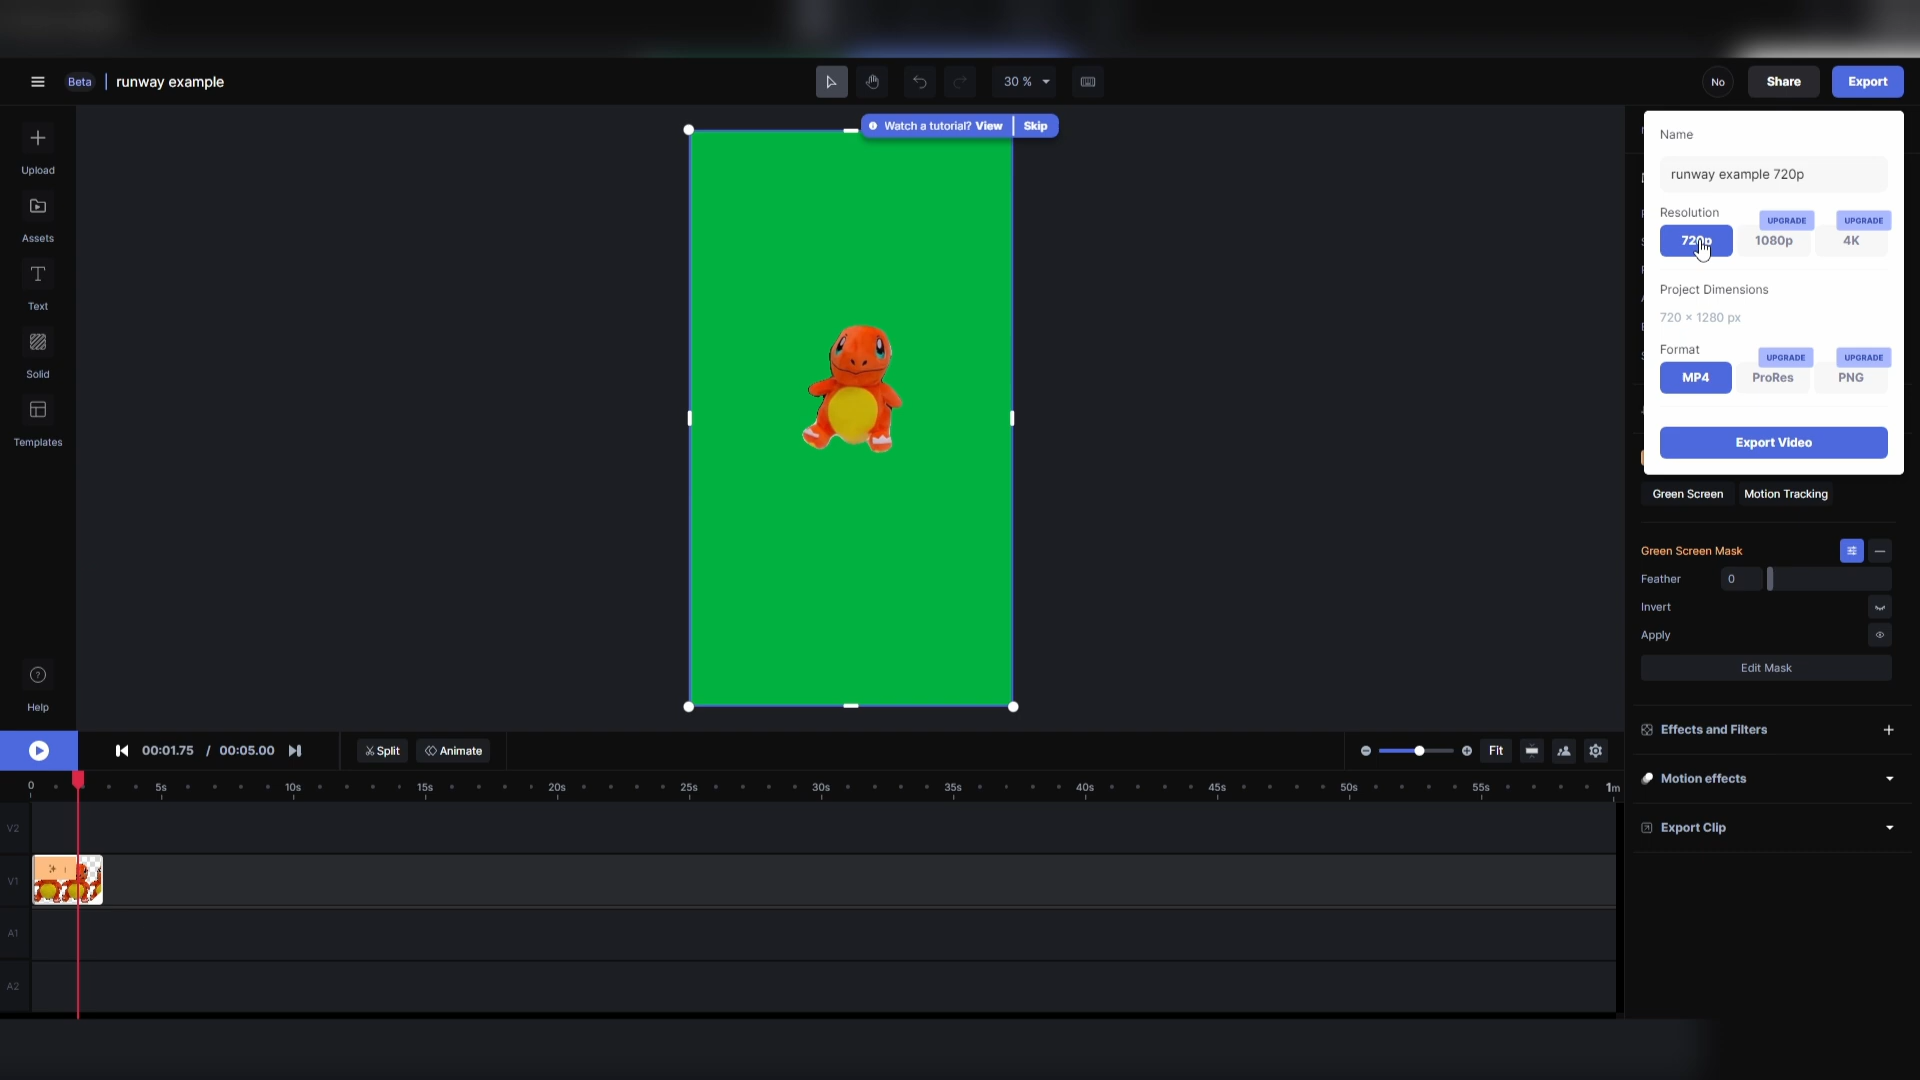 Beta
runway example
30 %
No
Share
Export
Watch a tutorial? View
Skip
Name
runway example 720p
Resolution
UPGRADE
UPGRADE
720p
1080p
4K
Project Dimensions
720 × 1280 px
Format
UPGRADE
UPGRADE
MP4
ProRes
PNG
Export Video
Upload
Assets
Text
Solid
Templates
Help
Green Screen
Motion Tracking
Green Screen Mask
Feather
0
Invert
Apply
Edit Mask
Effects and Filters
Motion effects
Export Clip
00:01.75 / 00:05.00
Split
Animate
Fit
0
5s
10s
15s
20s
25s
30s
35s
40s
45s
50s
55s
1m
V2
V1
A1
A2